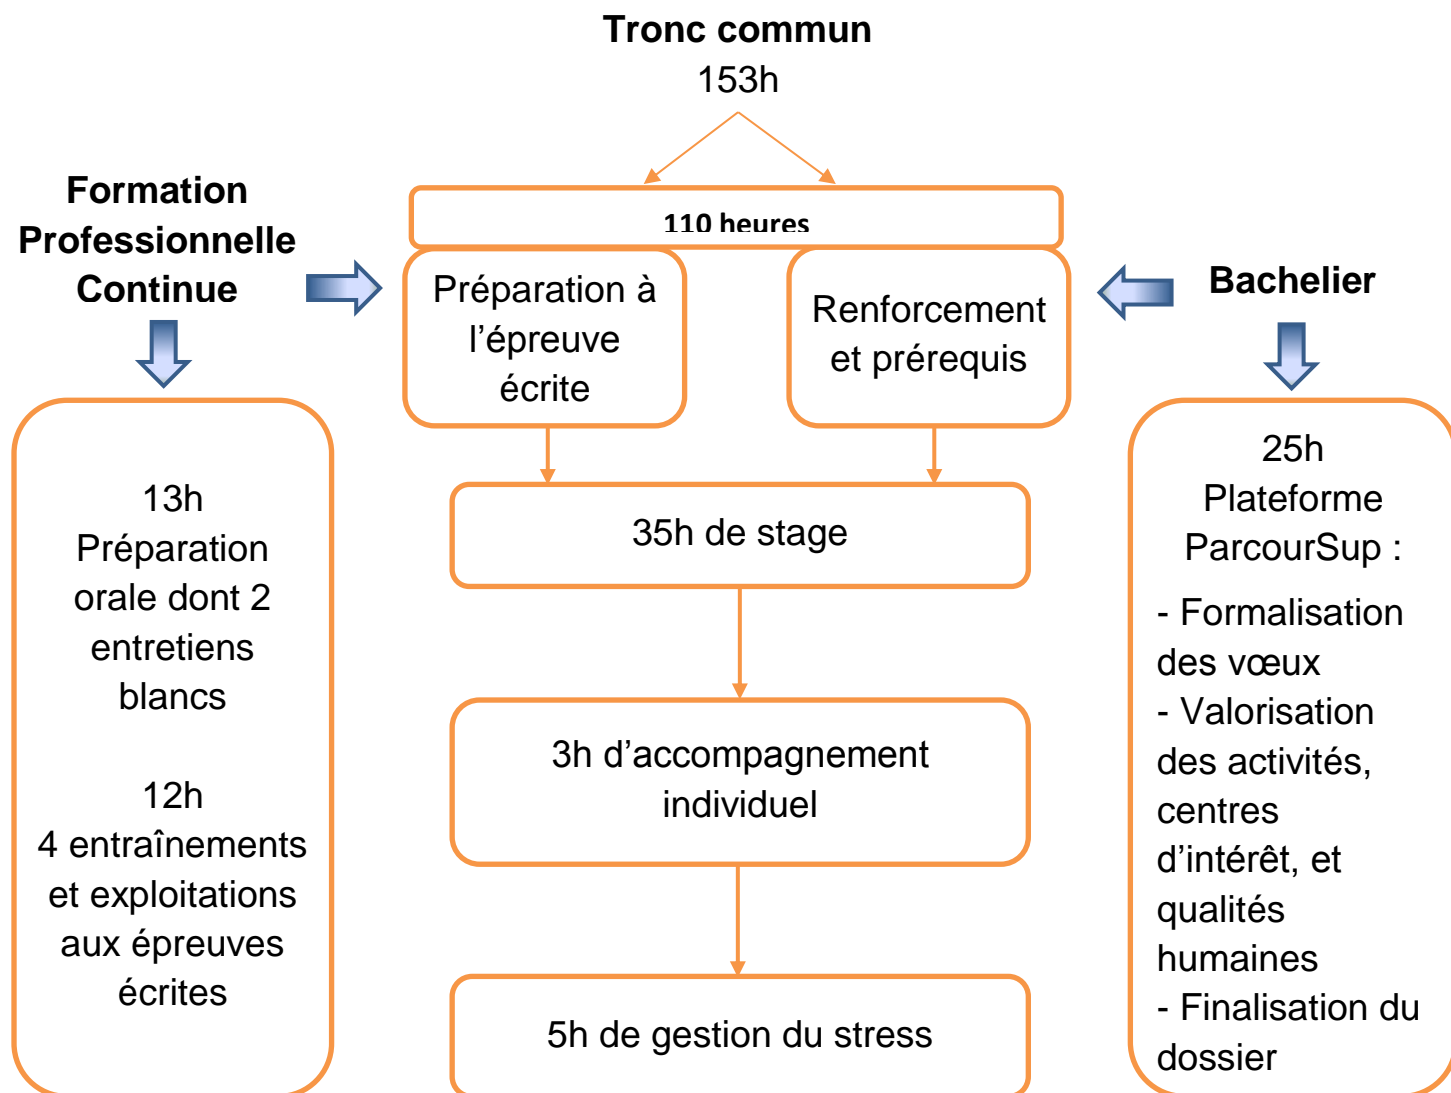 Tronc commun
153h
Formation
Professionnelle
Continue
110 heures
Préparation à
l’épreuve
écrite
Renforcement
et prérequis
Bachelier
13h
Préparation
orale dont 2
entretiens
blancs
12h
4 entraînements
et exploitations
aux épreuves
écrites
35h de stage
3h d’accompagnement
individuel
5h de gestion du stress
25h
Plateforme
ParcourSup :
- Formalisation
des vœux
- Valorisation
des activités,
centres
d’intérêt, et
qualités
humaines
- Finalisation du
dossier